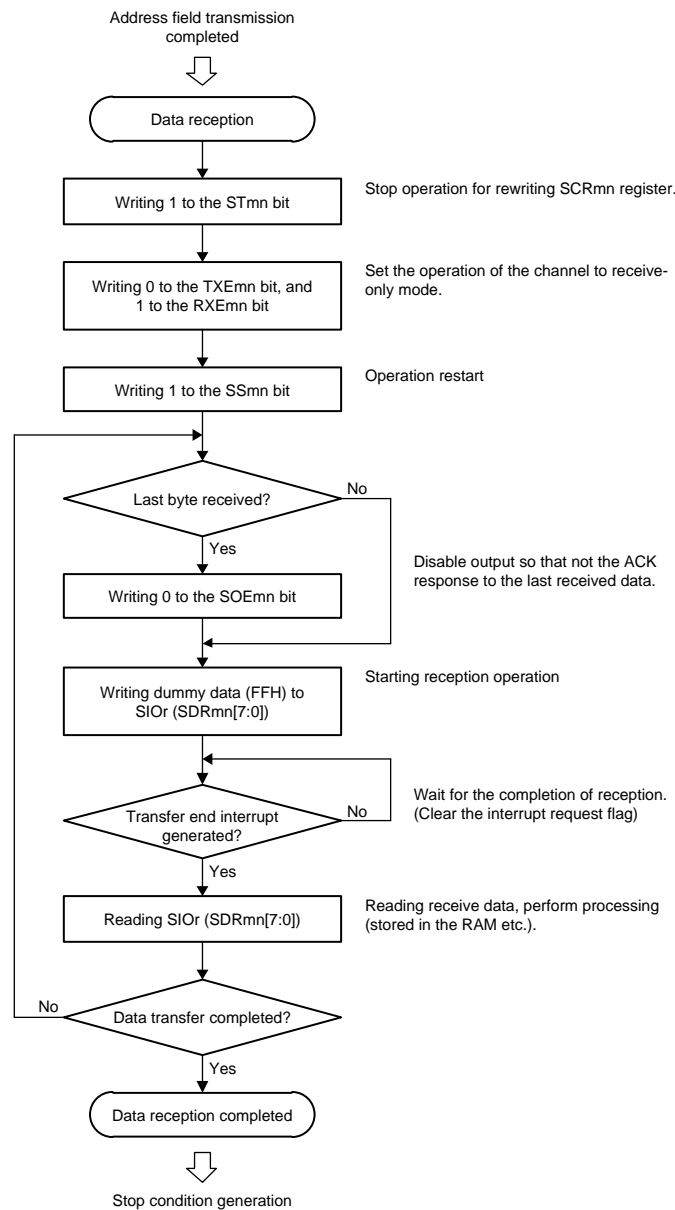 Address field transmission
completed
Data reception
Writing 1 to the STmn bit
Stop operation for rewriting SCRmn register.
Writing 0 to the TXEmn bit, and
1 to the RXEmn bit
Set the operation of the channel to receive-
only mode.
Writing 1 to the SSmn bit
Operation restart
Last byte received?
No
Yes
Disable output so that not the ACK
response to the last received data.
Writing 0 to the SOEmn bit
Writing dummy data (FFH) to
SIOr (SDRmn[7:0])
Starting reception operation
Transfer end interrupt
generated?
No
Wait for the completion of reception.
(Clear the interrupt request flag)
Yes
Reading SIOr (SDRmn[7:0])
Reading receive data, perform processing
(stored in the RAM etc.).
No
Data transfer completed?
Yes
Data reception completed
Stop condition generation